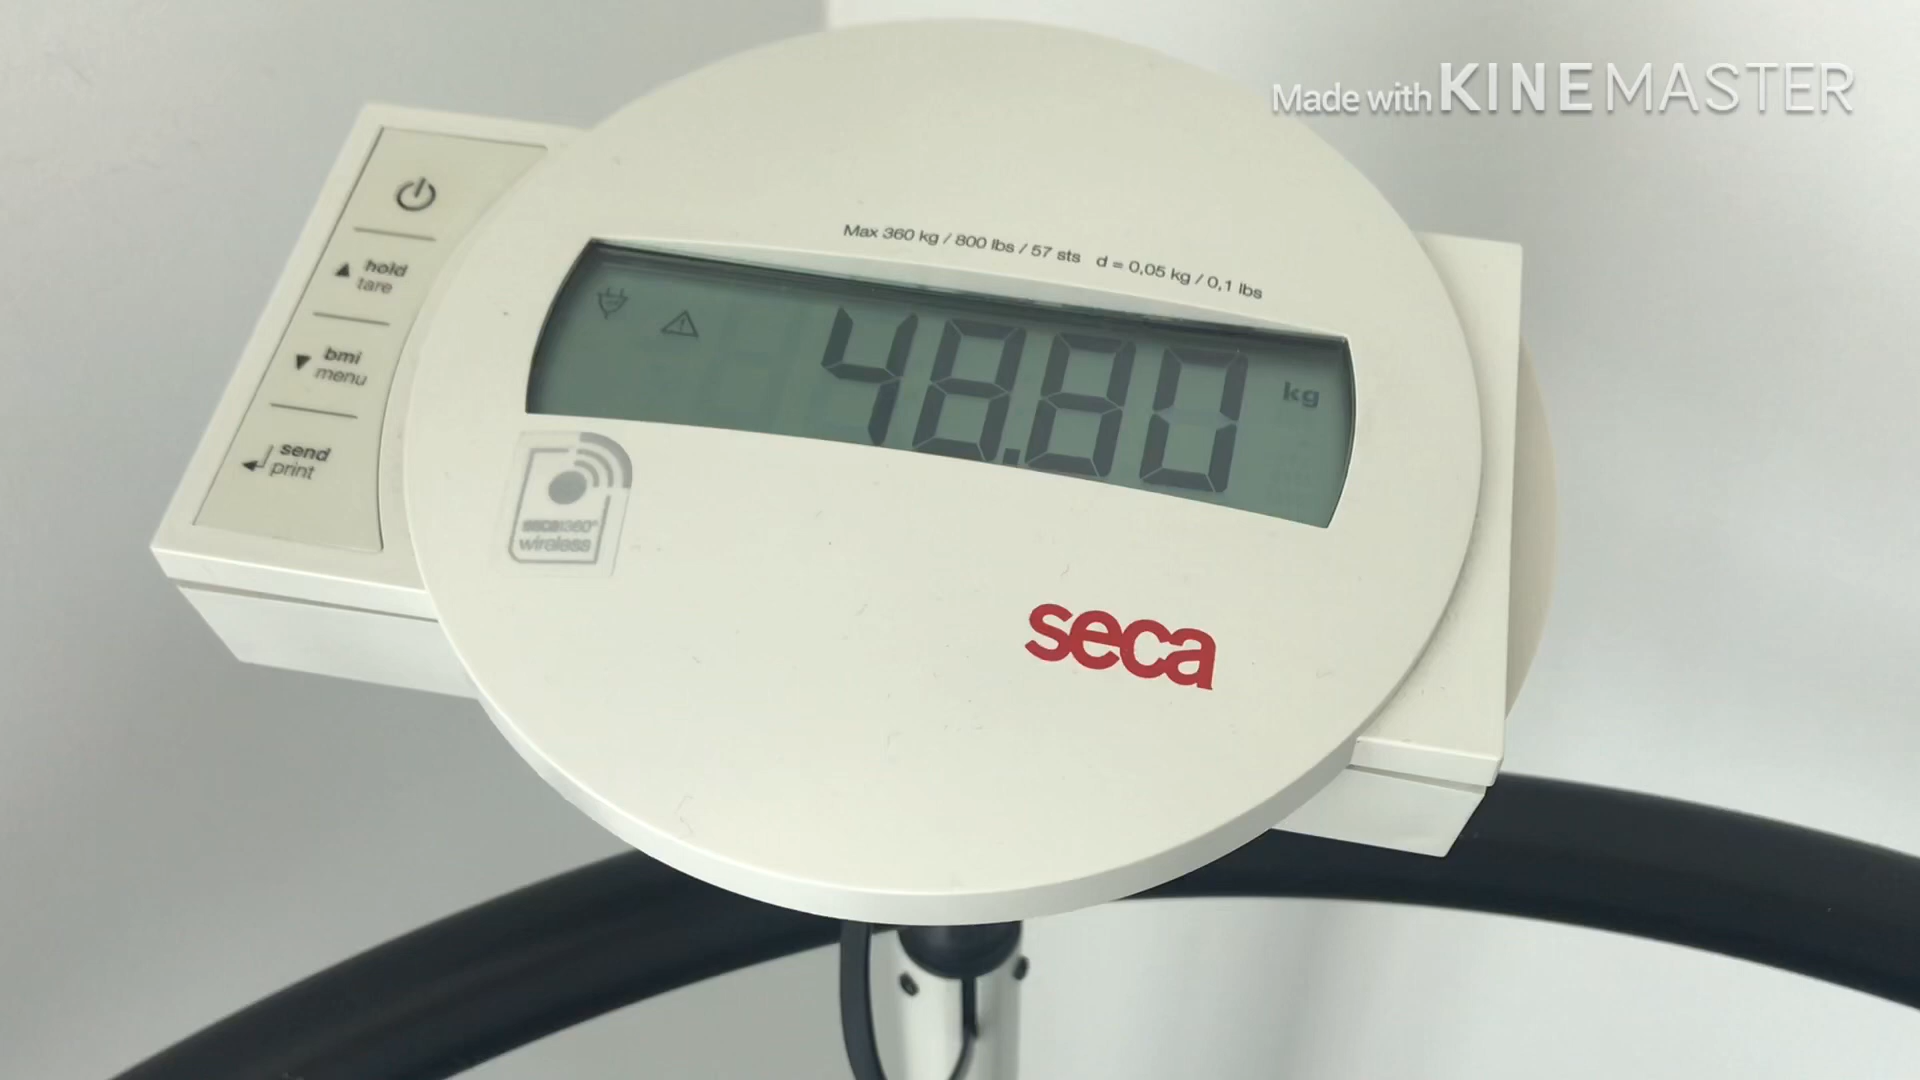 Made with KINEMASTER
Max 360 kg / 800 lbs / 57 sts d = 0,05 kg / 0,1 lbs
hold
tare
bmi
menu
send
print
48.80 kg
seca360°
wireless
seca